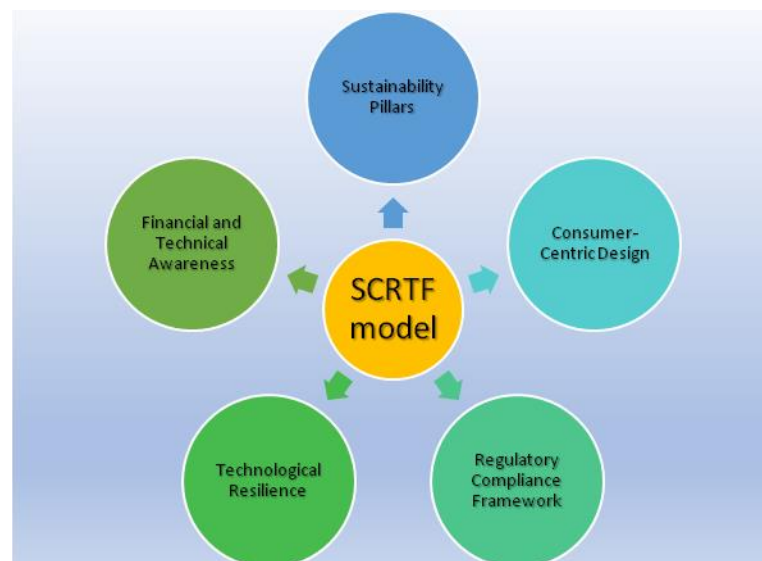 Sustainability
Pillars
Financial and
Technical
Awareness
Consumer-
Centric Design
SCRTF
model
Technological
Resilience
Regulatory
Compliance
Framework